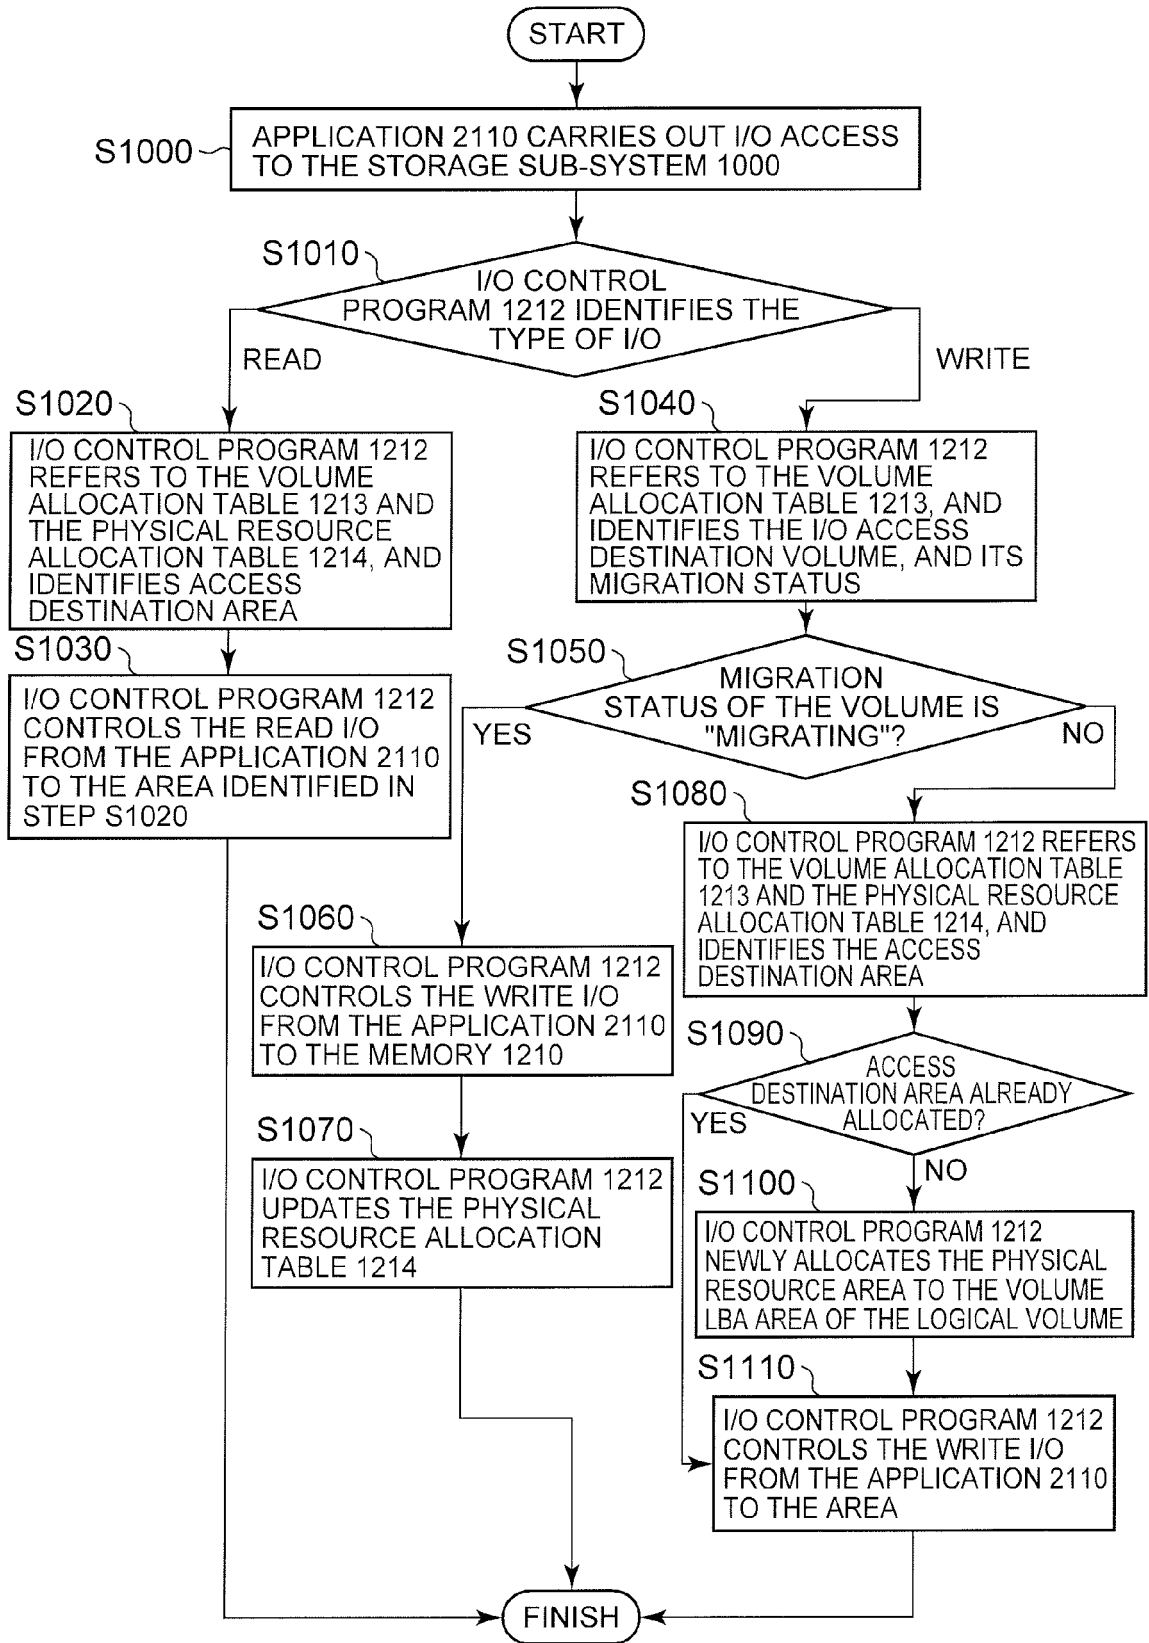 START
S1000
APPLICATION 2110 CARRIES OUT I/O ACCESS
TO THE STORAGE SUB-SYSTEM 1000
S1010
I/O CONTROL
PROGRAM 1212 IDENTIFIES THE
TYPE OF I/O
READ
WRITE
S1020
I/O CONTROL PROGRAM 1212
REFERS TO THE VOLUME
ALLOCATION TABLE 1213 AND
THE PHYSICAL RESOURCE
ALLOCATION TABLE 1214, AND
IDENTIFIES ACCESS
DESTINATION AREA
S1030
I/O CONTROL PROGRAM 1212
CONTROLS THE READ I/O
FROM THE APPLICATION 2110
TO THE AREA IDENTIFIED IN
STEP S1020
S1040
I/O CONTROL PROGRAM 1212
REFERS TO THE VOLUME
ALLOCATION TABLE 1213, AND
IDENTIFIES THE I/O ACCESS
DESTINATION VOLUME, AND ITS
MIGRATION STATUS
S1050
MIGRATION
STATUS OF THE VOLUME IS
"MIGRATING"?
YES
NO
S1060
I/O CONTROL PROGRAM 1212
CONTROLS THE WRITE I/O
FROM THE APPLICATION 2110
TO THE MEMORY 1210
S1070
I/O CONTROL PROGRAM 1212
UPDATES THE PHYSICAL
RESOURCE ALLOCATION
TABLE 1214
S1080
I/O CONTROL PROGRAM 1212 REFERS
TO THE VOLUME ALLOCATION TABLE
1213 AND THE PHYSICAL RESOURCE
ALLOCATION TABLE 1214, AND
IDENTIFIES THE ACCESS
DESTINATION AREA
S1090
ACCESS
DESTINATION AREA ALREADY
ALLOCATED?
YES
NO
S1100
I/O CONTROL PROGRAM 1212
NEWLY ALLOCATES THE PHYSICAL
RESOURCE AREA TO THE VOLUME
LBA AREA OF THE LOGICAL VOLUME
S1110
I/O CONTROL PROGRAM 1212
CONTROLS THE WRITE I/O
FROM THE APPLICATION 2110
TO THE AREA
FINISH